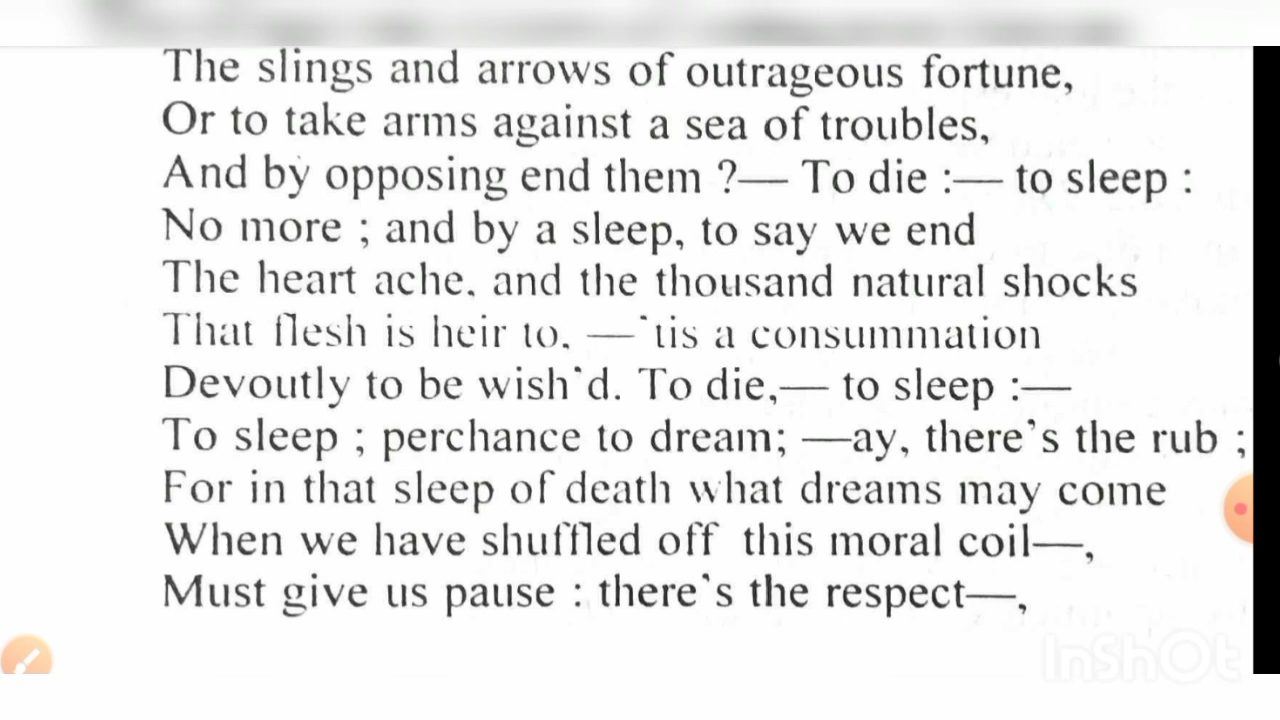 The slings and arrows of outrageous fortune,
Or to take arms against a sea of troubles,
And by opposing end them ?— To die :— to sleep :
No more ; and by a sleep, to say we end
The heart ache, and the thousand natural shocks
That flesh is heir to, —`tis a consummation
Devoutly to be wish`d. To die,— to sleep :—
To sleep ; perchance to dream; —ay, there's the rub ;
For in that sleep of death what dreams may come
When we have shuffled off this moral coil—,
Must give us pause : there`s the respect—,
InShOt